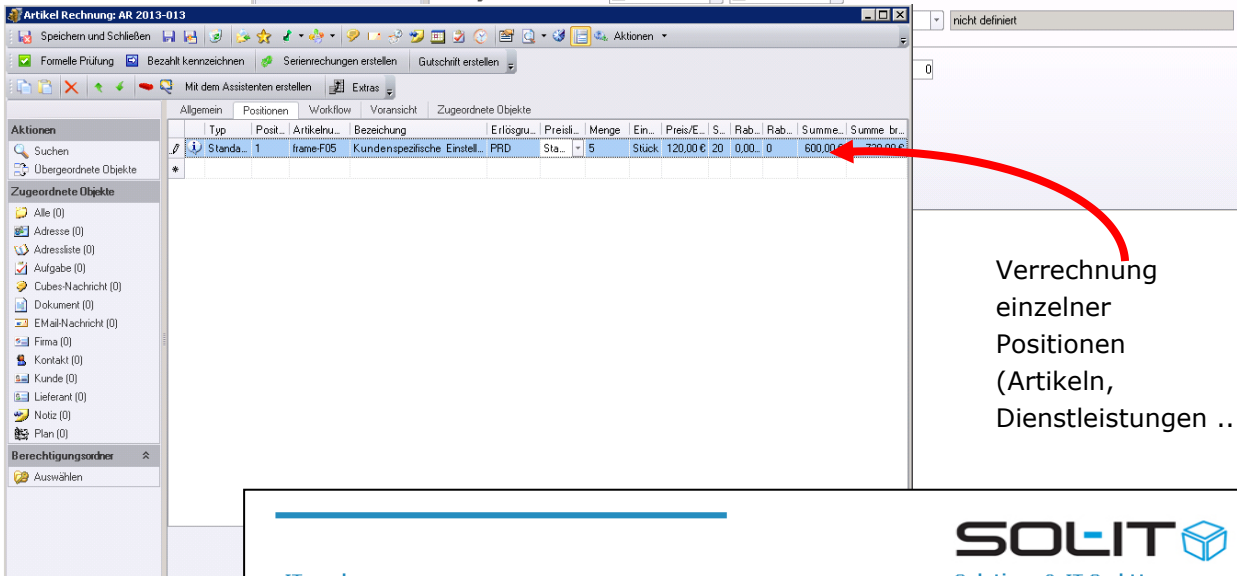 Artikel Rechnung: AR 2013-013
nicht definiert
Speichern und Schließen
Aktionen
Formelle Prüfung Bezahlt kennzeichnen Serienrechnungen erstellen Gutschrift erstellen
0
Mit dem Assistenten erstellen Extras
Allgemein Positionen Workflow Voransicht Zugeordnete Objekte
Typ Posit... Artikelnu... Bezeichung Erlösgru... Preisli... Menge Ein... Preis/E... S... Rab... Rab... Summe... Summe br...
Standa... 1 frame-F05 Kundenspezifische Einstell... PRD Sta... 5 Stück 120,00 € 20 0,00... 0 600,00 €
Aktionen
Suchen
Übergeordnete Objekte
Zugeordnete Objekte
Alle (0)
Adresse (0)
Adressliste (0)
Aufgabe (0)
Cubes-Nachricht (0)
Dokument (0)
EMail-Nachricht (0)
Firma (0)
Kontakt (0)
Kunde (0)
Lieferant (0)
Notiz (0)
Plan (0)
Berechtigungsordner
Auswählen
Verrechnung
einzelner
Positionen
(Artikeln,
Dienstleistungen ..
SOL-IT